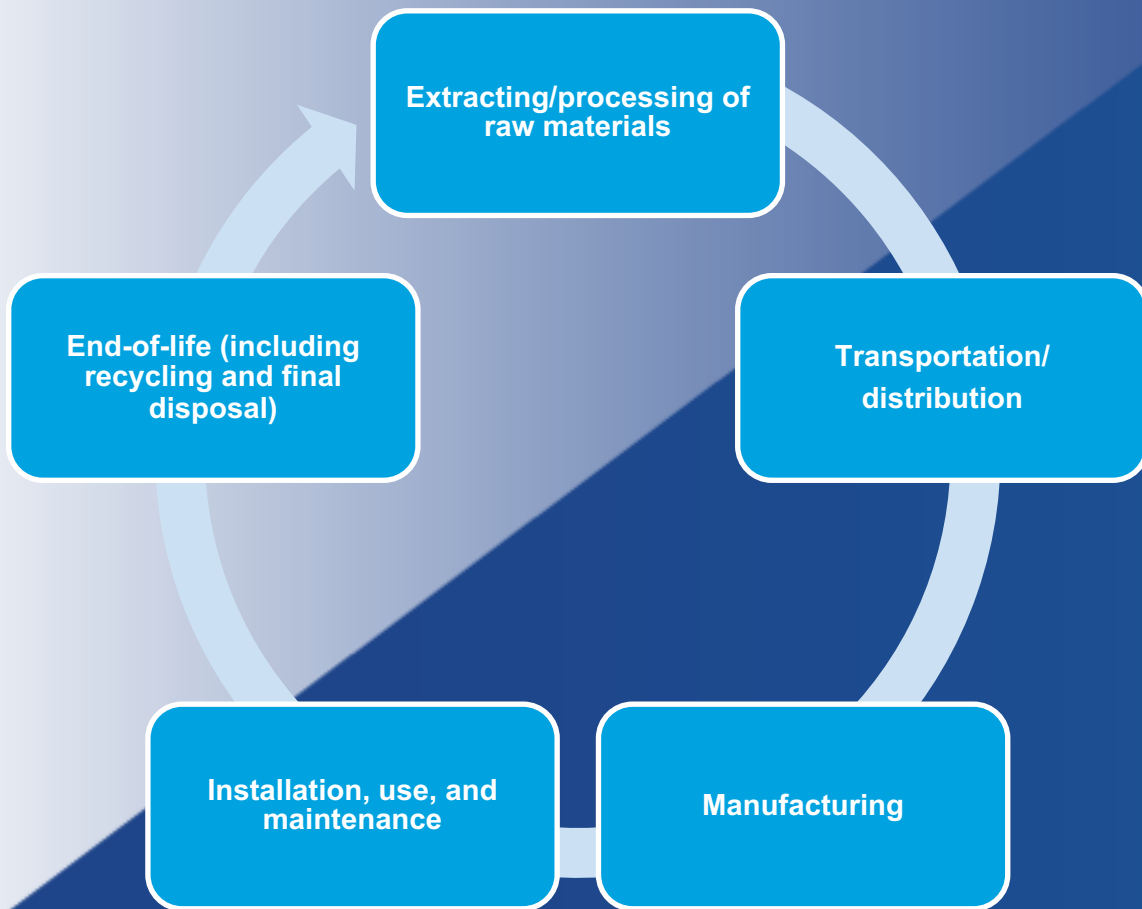 Extracting/processing of
raw materials
Transportation/
distribution
Manufacturing
Installation, use, and
maintenance
End-of-life (including
recycling and final
disposal)